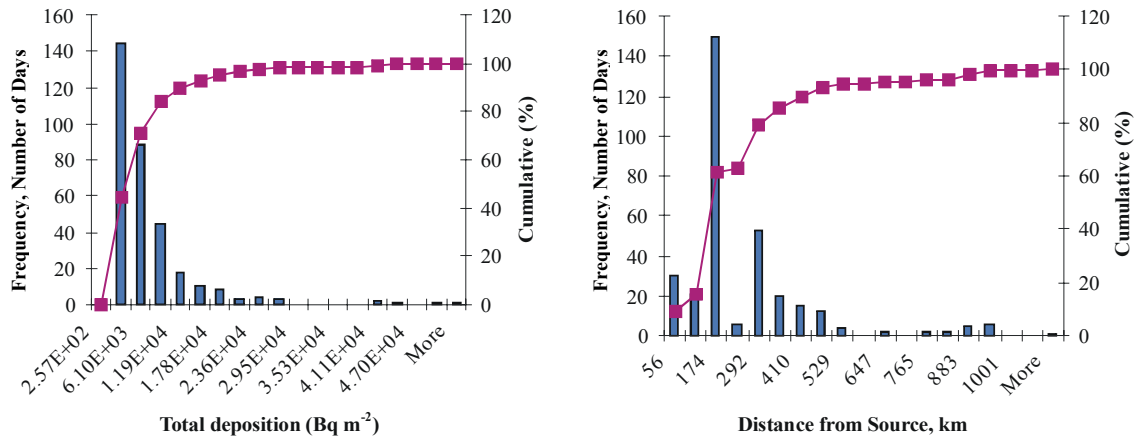 160
140
120
100
80
60
40
20
0
Frequency, Number of Days
120
100
80
60
40
20
0
Cumulative (%)
2.57E+02
6.10E+03
1.19E+04
1.78E+04
2.36E+04
2.95E+04
3.53E+04
4.11E+04
4.70E+04
More
Total deposition (Bq m-2)
160
140
120
100
80
60
40
20
0
Frequency, Number of Days
120
100
80
60
40
20
0
Cumulative (%)
56
174
292
410
529
647
765
883
1001
More
Distance from Source, km